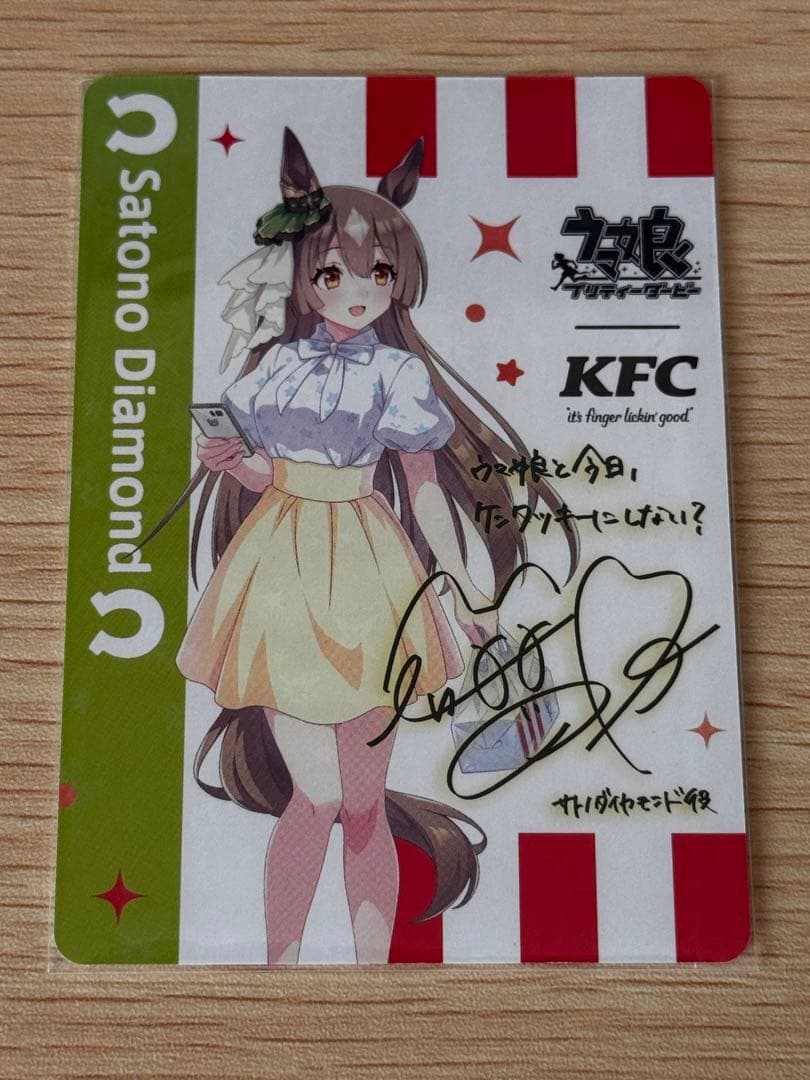 Satono Diamond
ウマ娘
プリティーダービー
KFC
"it's finger lickin' good"
ウマ娘と今日、
ケンタッキーにしない?
サトノダイヤモンド役